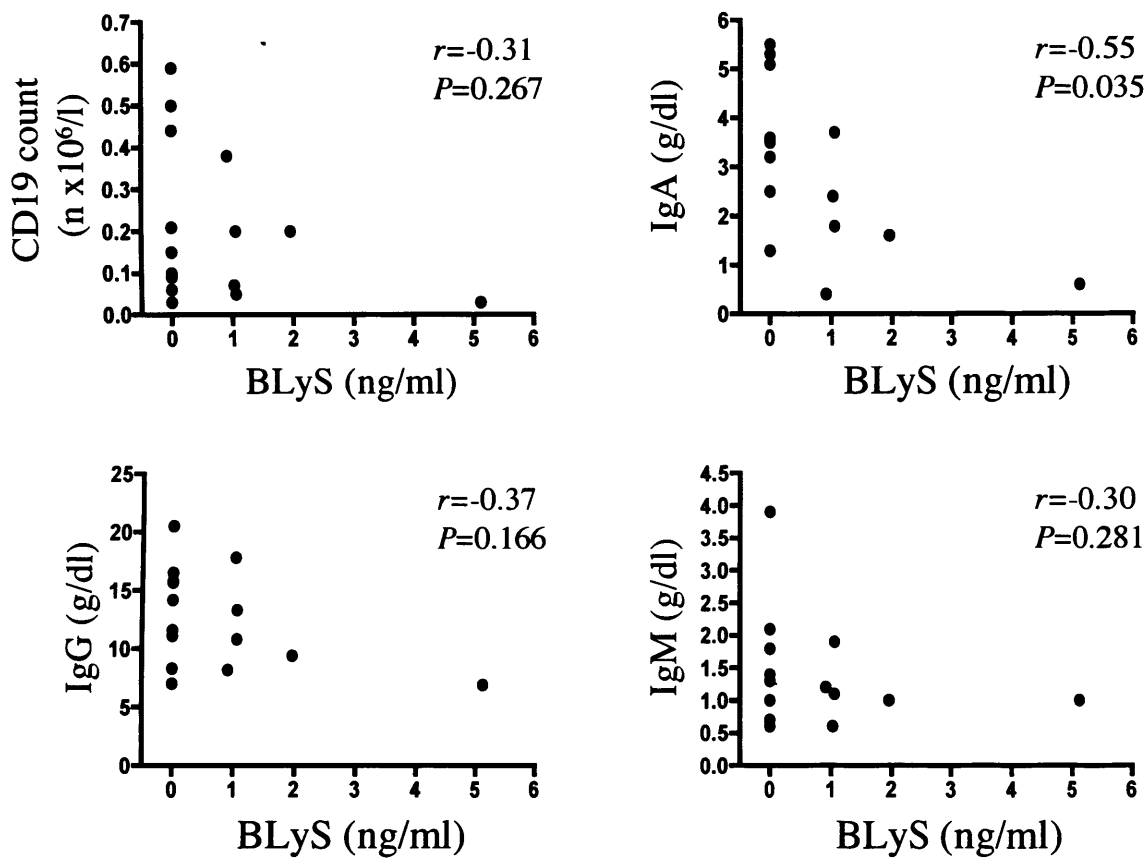 CD19 count
(n x10⁶/l)
0.7
0.6
0.5
0.4
0.3
0.2
0.1
0.0
r=-0.31
P=0.267
0 1 2 3 4 5 6
BLyS (ng/ml)
IgA (g/dl)
6
5
4
3
2
1
0
r=-0.55
P=0.035
0 1 2 3 4 5 6
BLyS (ng/ml)
IgG (g/dl)
25
20
15
10
5
0
r=-0.37
P=0.166
0 1 2 3 4 5 6
BLyS (ng/ml)
IgM (g/dl)
4.5
4.0
3.5
3.0
2.5
2.0
1.5
1.0
0.5
0.0
r=-0.30
P=0.281
0 1 2 3 4 5 6
BLyS (ng/ml)